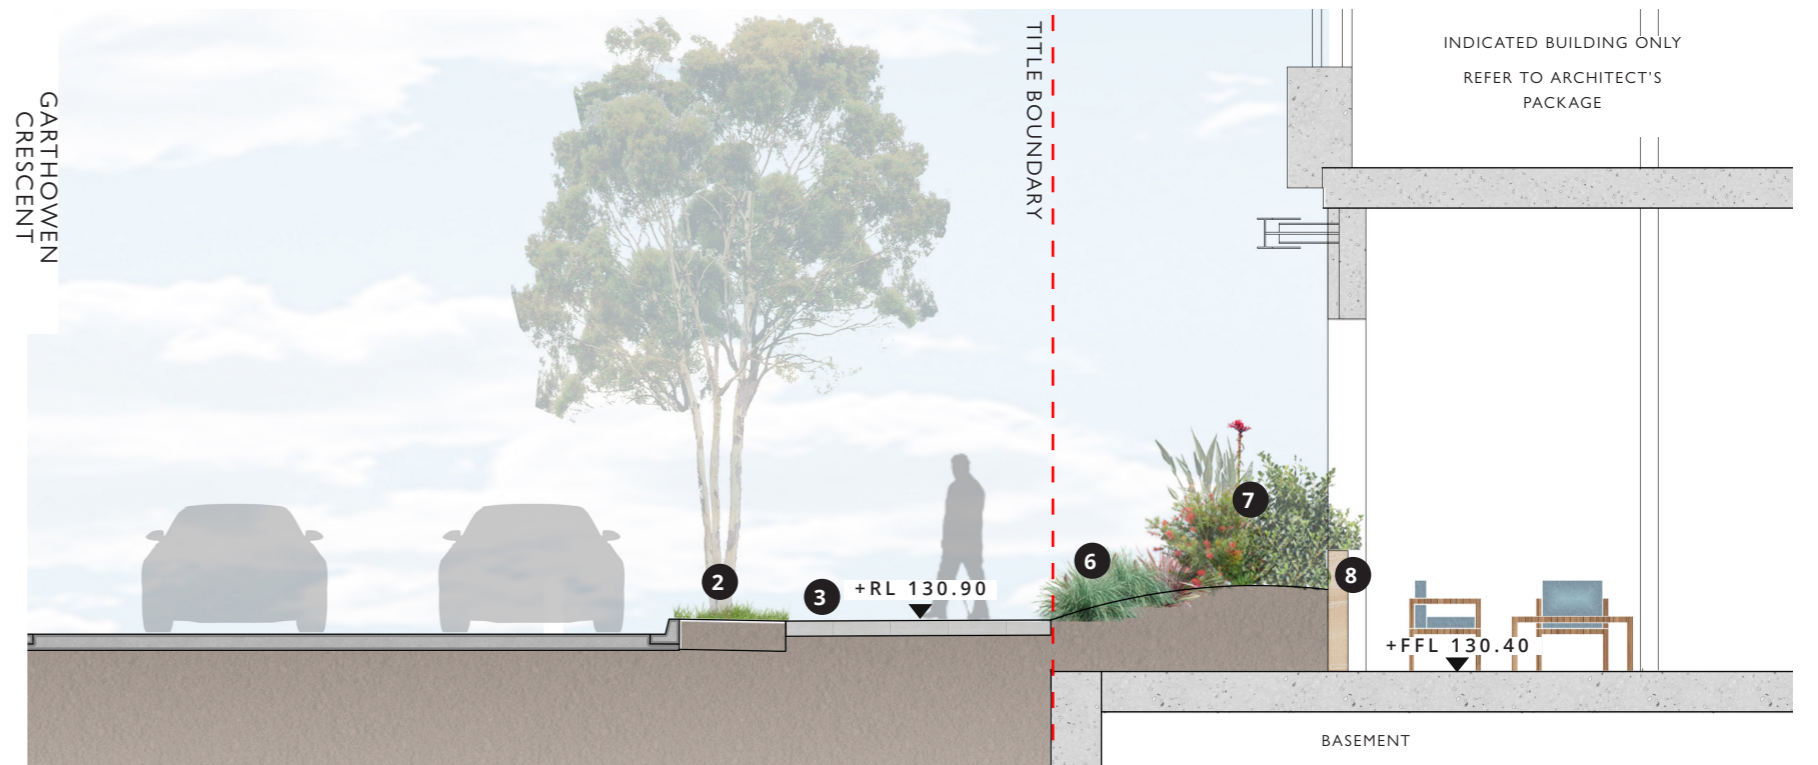 GARTHOWEN
CRESCENT
TITLE BOUNDARY
INDICATED BUILDING ONLY
REFER TO ARCHITECT'S
PACKAGE
7
6
8
2
3
+RL 130.90
+FFL 130.40
BASEMENT